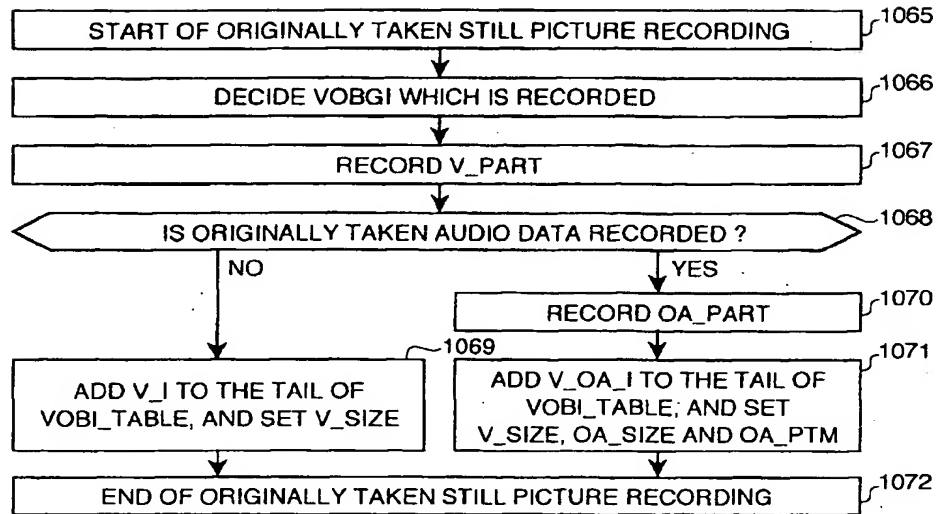 START OF ORIGINALLY TAKEN STILL PICTURE RECORDING
1065
DECIDE VOBGI WHICH IS RECORDED
1066
RECORD V_PART
1067
IS ORIGINALLY TAKEN AUDIO DATA RECORDED ?
1068
NO
YES
RECORD OA_PART
1070
1069
ADD V_I TO THE TAIL OF
VOBI_TABLE, AND SET V_SIZE
1071
ADD V_OA_I TO THE TAIL OF
VOBI_TABLE, AND SET
V_SIZE, OA_SIZE AND OA_PTM
END OF ORIGINALLY TAKEN STILL PICTURE RECORDING
1072